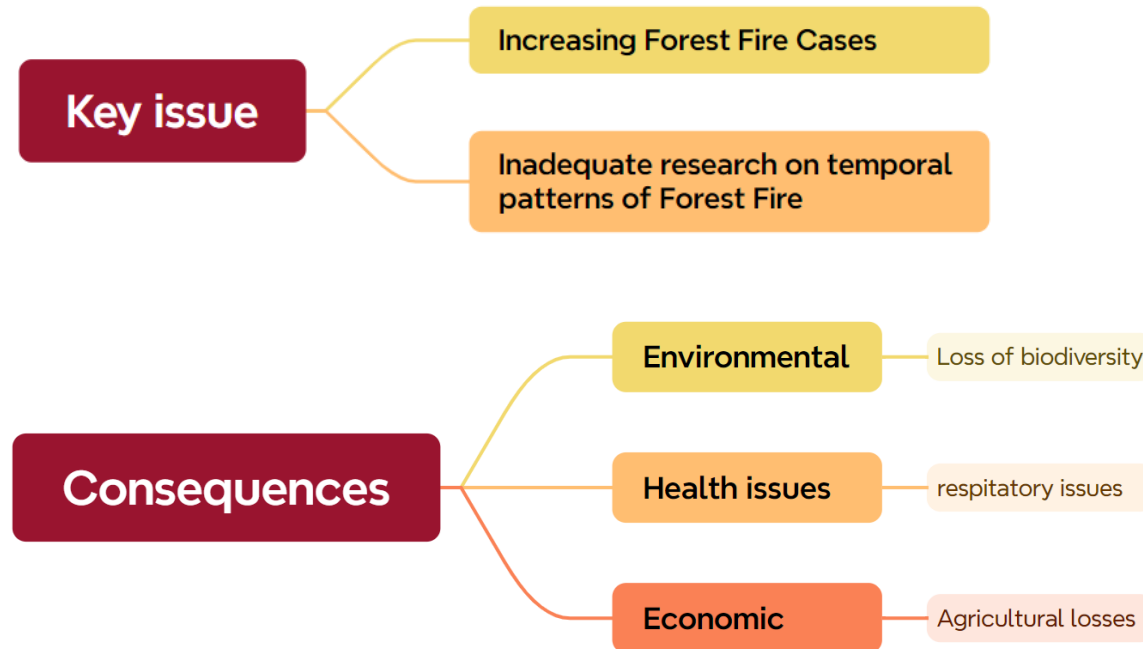 Increasing Forest Fire Cases
Key issue
Inadequate research on temporal
patterns of Forest Fire
Environmental
Loss of biodiversity
Consequences
Health issues
respitatory issues
Economic
Agricultural losses